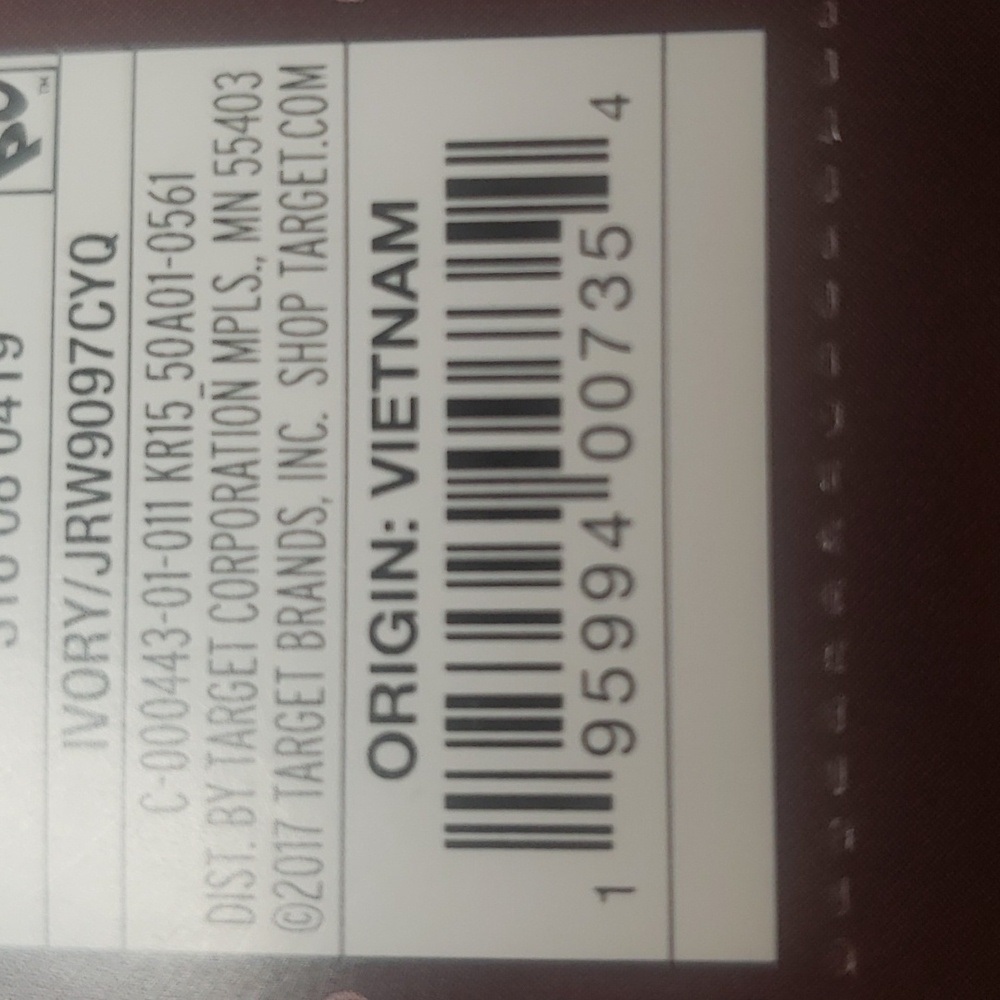 IVORY/JRW9097CYQ
C-000443-01-011 KR15 50A01-0561
DIST. BY TARGET CORPORATION MPLS., MN 55403
©2017 TARGET BRANDS, INC. SHOP TARGET.COM
ORIGIN: VIETNAM
1 95994 00735 4